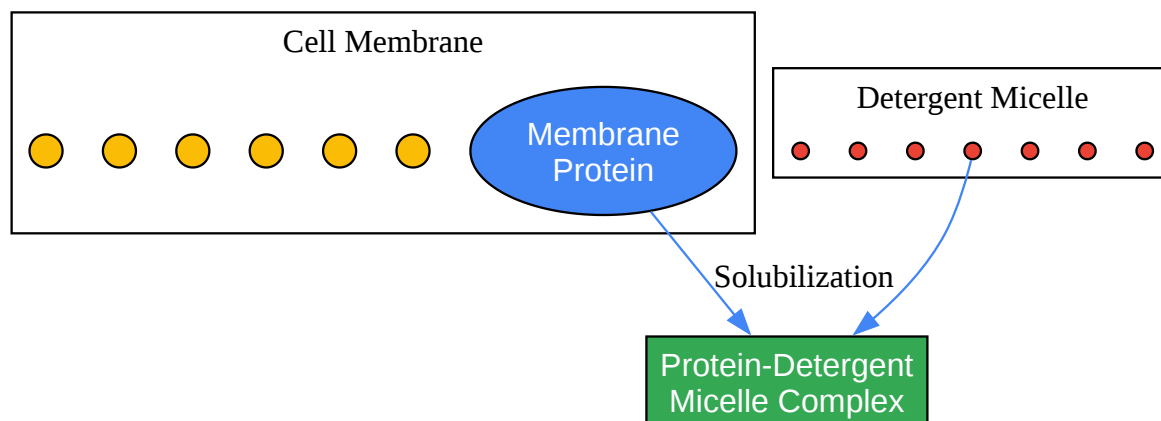 Cell Membrane
Detergent Micelle
Membrane
Protein
Solubilization
Protein-Detergent
Micelle Complex